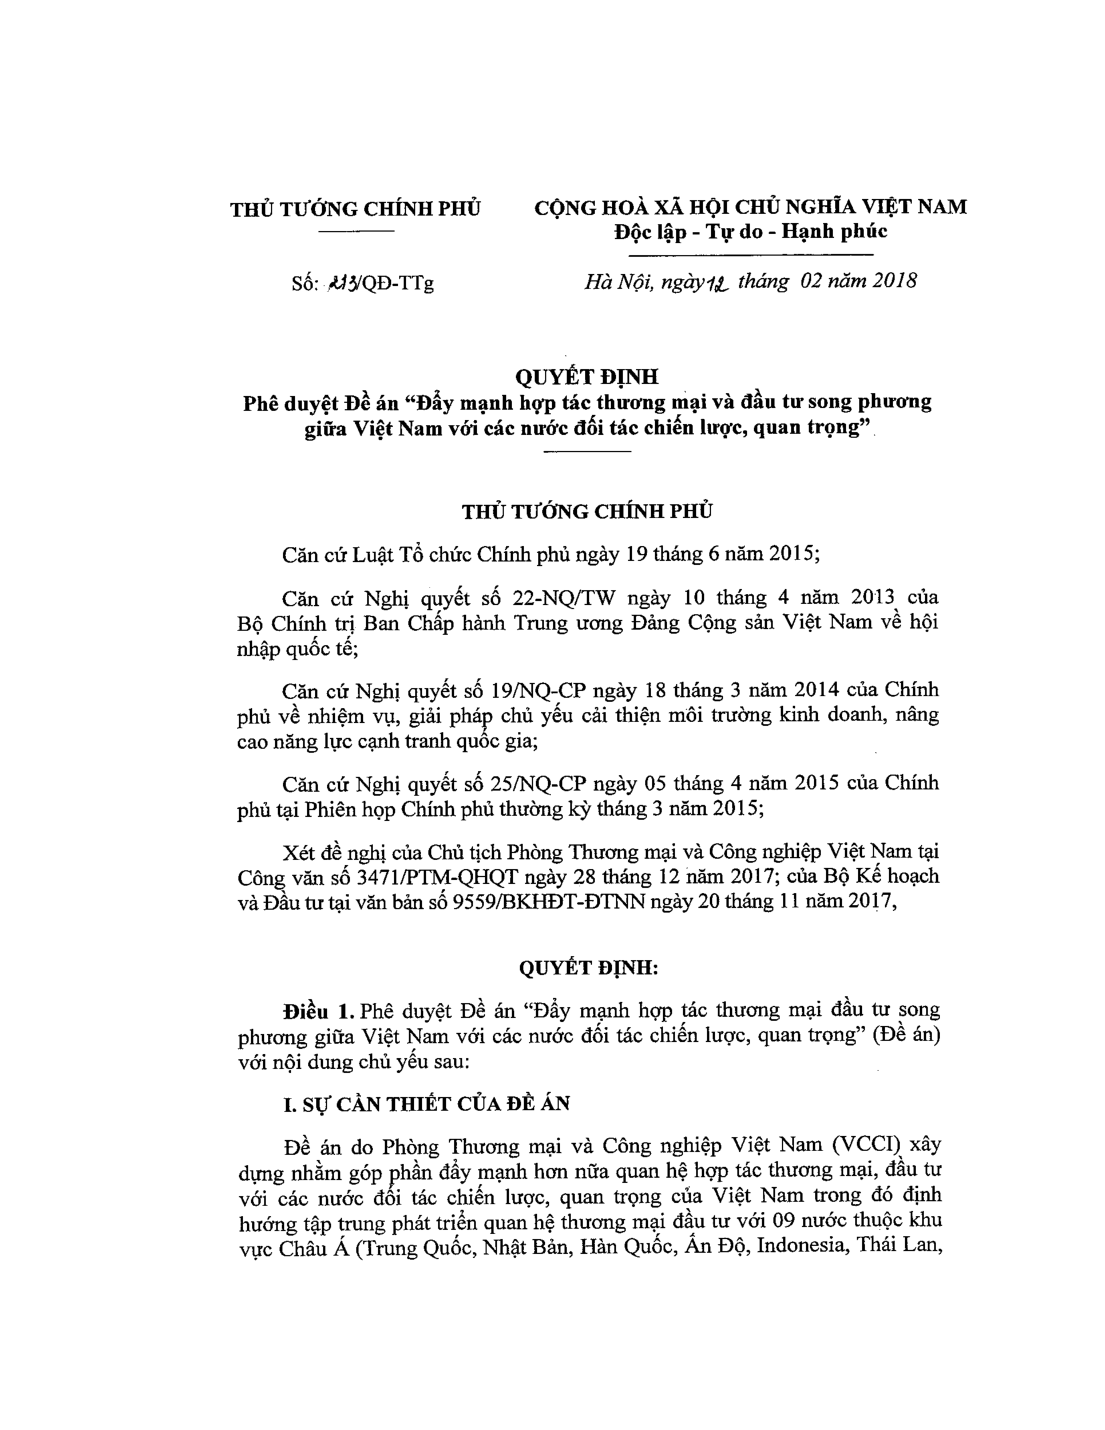 THỦ TƯỚNG CHÍNH PHỦ
CỘNG HOÀ XÃ HỘI CHỦ NGHĨA VIỆT NAM
Độc lập - Tự do - Hạnh phúc
Số: 213/QĐ-TTg
Hà Nội, ngày 12 tháng 02 năm 2018
QUYẾT ĐỊNH
Phê duyệt Đề án “Đẩy mạnh hợp tác thương mại và đầu tư song phương
giữa Việt Nam với các nước đối tác chiến lược, quan trọng”
THỦ TƯỚNG CHÍNH PHỦ
Căn cứ Luật Tổ chức Chính phủ ngày 19 tháng 6 năm 2015;
Căn cứ Nghị quyết số 22-NQ/TW ngày 10 tháng 4 năm 2013 của
Bộ Chính trị Ban Chấp hành Trung ương Đảng Cộng sản Việt Nam về hội
nhập quốc tế;
Căn cứ Nghị quyết số 19/NQ-CP ngày 18 tháng 3 năm 2014 của Chính
phủ về nhiệm vụ, giải pháp chủ yếu cải thiện môi trường kinh doanh, nâng
cao năng lực cạnh tranh quốc gia;
Căn cứ Nghị quyết số 25/NQ-CP ngày 05 tháng 4 năm 2015 của Chính
phủ tại Phiên họp Chính phủ thường kỳ tháng 3 năm 2015;
Xét đề nghị của Chủ tịch Phòng Thương mại và Công nghiệp Việt Nam tại
Công văn số 3471/PTM-QHQT ngày 28 tháng 12 năm 2017; của Bộ Kế hoạch
và Đầu tư tại văn bản số 9559/BKHĐT-ĐTNN ngày 20 tháng 11 năm 2017,
QUYẾT ĐỊNH:
Điều 1. Phê duyệt Đề án “Đẩy mạnh hợp tác thương mại đầu tư song
phương giữa Việt Nam với các nước đối tác chiến lược, quan trọng” (Đề án)
với nội dung chủ yếu sau:
I. SỰ CẦN THIẾT CỦA ĐỀ ÁN
Đề án do Phòng Thương mại và Công nghiệp Việt Nam (VCCI) xây
dựng nhằm góp phần đẩy mạnh hơn nữa quan hệ hợp tác thương mại, đầu tư
với các nước đối tác chiến lược, quan trọng của Việt Nam trong đó định
hướng tập trung phát triển quan hệ thương mại đầu tư với 09 nước thuộc khu
vực Châu Á (Trung Quốc, Nhật Bản, Hàn Quốc, Ấn Độ, Indonesia, Thái Lan,